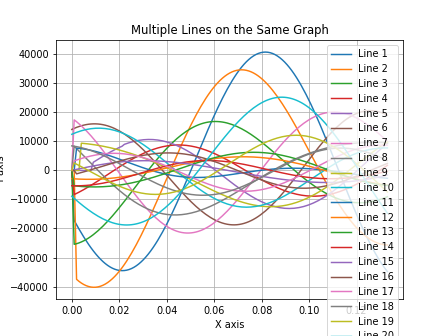 Multiple Lines on the Same Graph
40000
30000
20000
10000
0
−10000
−20000
−30000
−40000
0.00
0.02
0.04
0.06
0.08
0.10
X axis
Line 1
Line 2
Line 3
Line 4
Line 5
Line 6
Line 7
Line 8
Line 9
Line 10
Line 11
Line 12
Line 13
Line 14
Line 15
Line 16
Line 17
Line 18
Line 19
Line 20